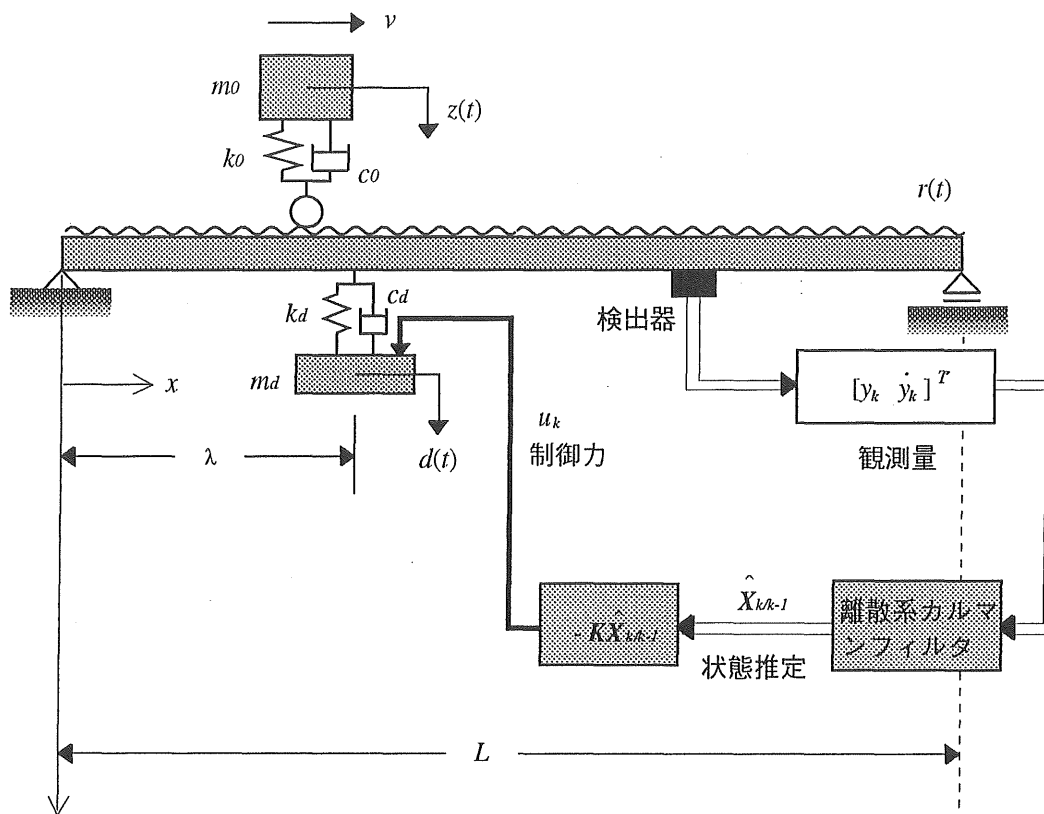 v
m0
z(t)
k0
c0
r(t)
kd
cd
検出器
md
x
[yk ẏk]^T
uk
制御力
観測量
λ
d(t)
X̂k/k-1
- KX̂k/k-1
離散系カルマ
ンフィルタ
状態推定
L